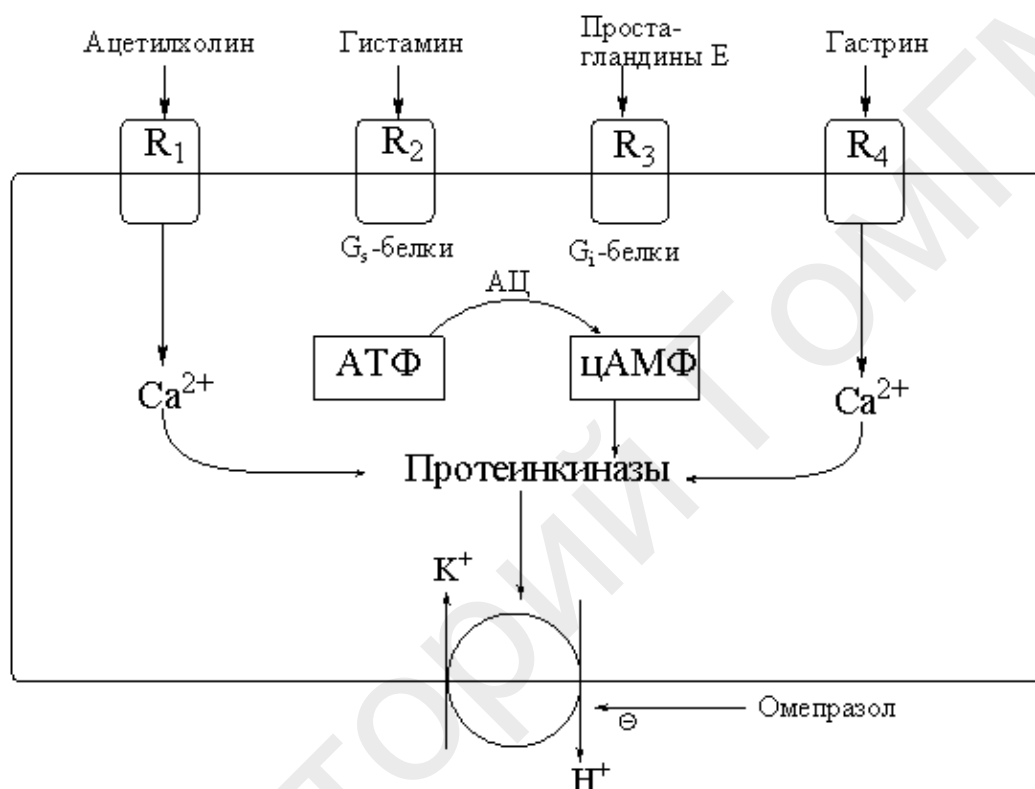 Ацетилхолин
Гистамин
Проста-
гландины Е
Гастрин
R₁
R₂
R₃
R₄
Gₛ-белки
Gᵢ-белки
АЦ
АТФ
цАМФ
Ca²⁺
Ca²⁺
Протеинкиназы
K⁺
⊖
Омепразол
H⁺